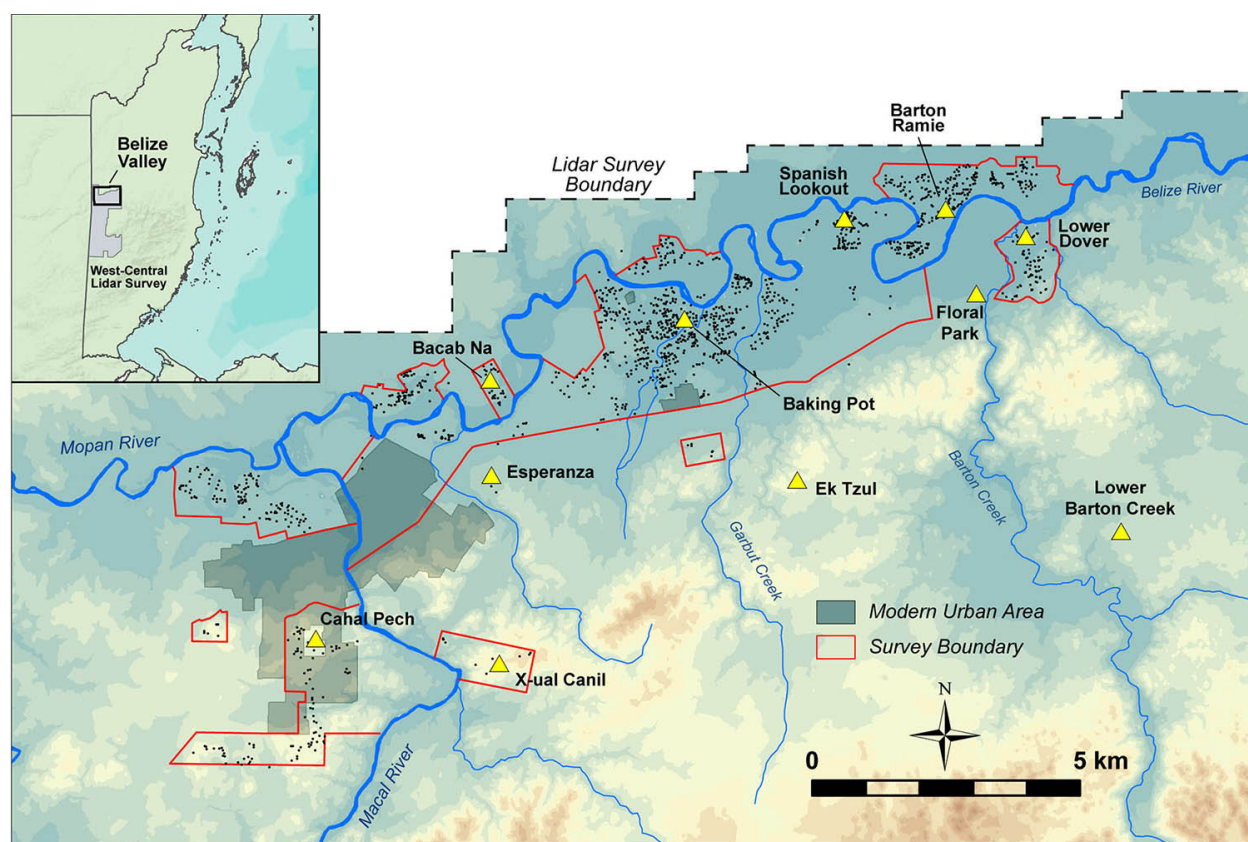 Belize
Valley
West-Central
Lidar Survey
Lidar Survey
Boundary
Barton
Ramie
Spanish
Lookout
Belize River
Lower
Dover
Floral
Park
Bacab Na
Baking Pot
Mopan River
Esperanza
Ek Tzul
Barton Creek
Lower
Barton Creek
Garbut Creek
Modern Urban Area
Survey Boundary
Cahal Pech
X-ual Canil
Macal River
N
0 5 km